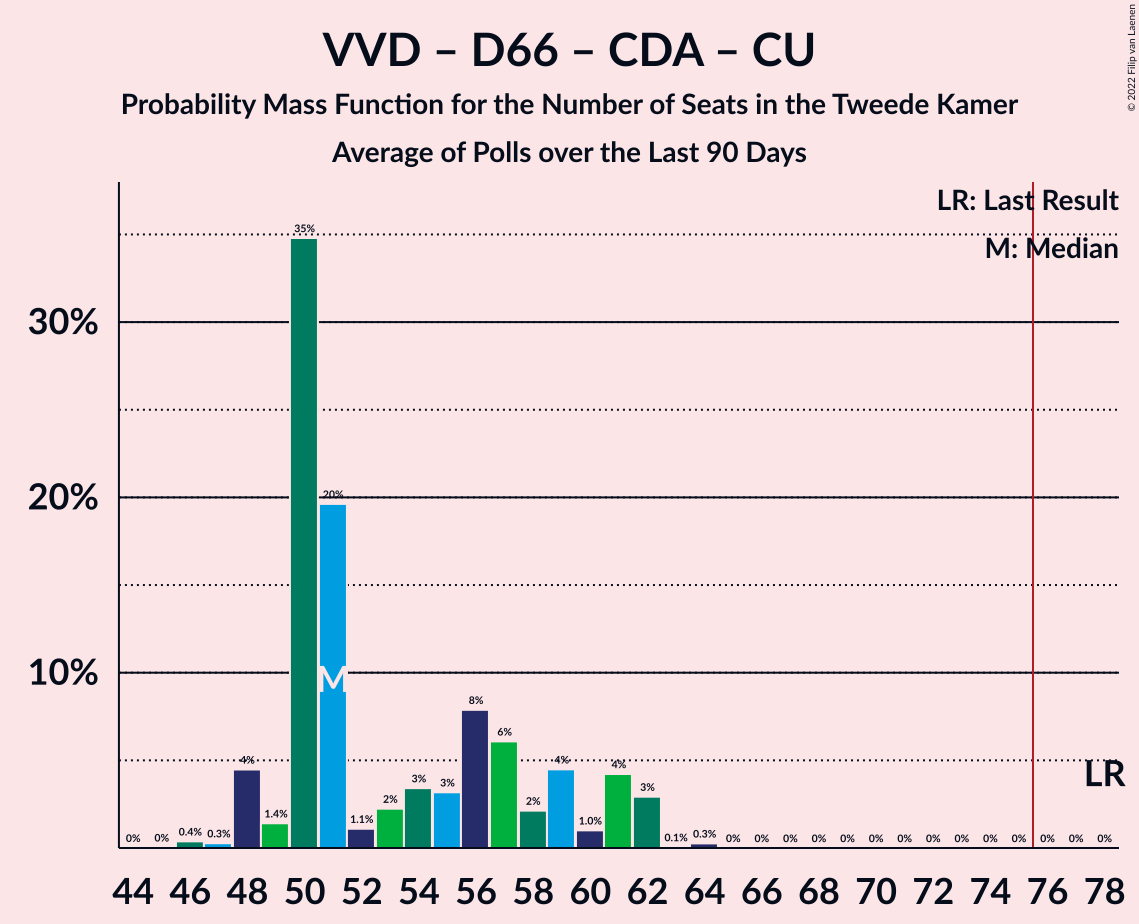 VVD – D66 – CDA – CU
Probability Mass Function for the Number of Seats in the Tweede Kamer
Average of Polls over the Last 90 Days
© 2022 Filip van Laenen
LR: Last Result
M: Median
30%
20%
10%
0% 0% 0.4% 0.3% 4% 1.4% 35% 20% 1.1% 2% 3% 3% 8% 6% 2% 4% 1.0% 4% 3% 0.1% 0.3% 0% 0% 0% 0% 0% 0% 0% 0% 0% 0% 0% 0% 0% 0%
M
LR
44 46 48 50 52 54 56 58 60 62 64 66 68 70 72 74 76 78